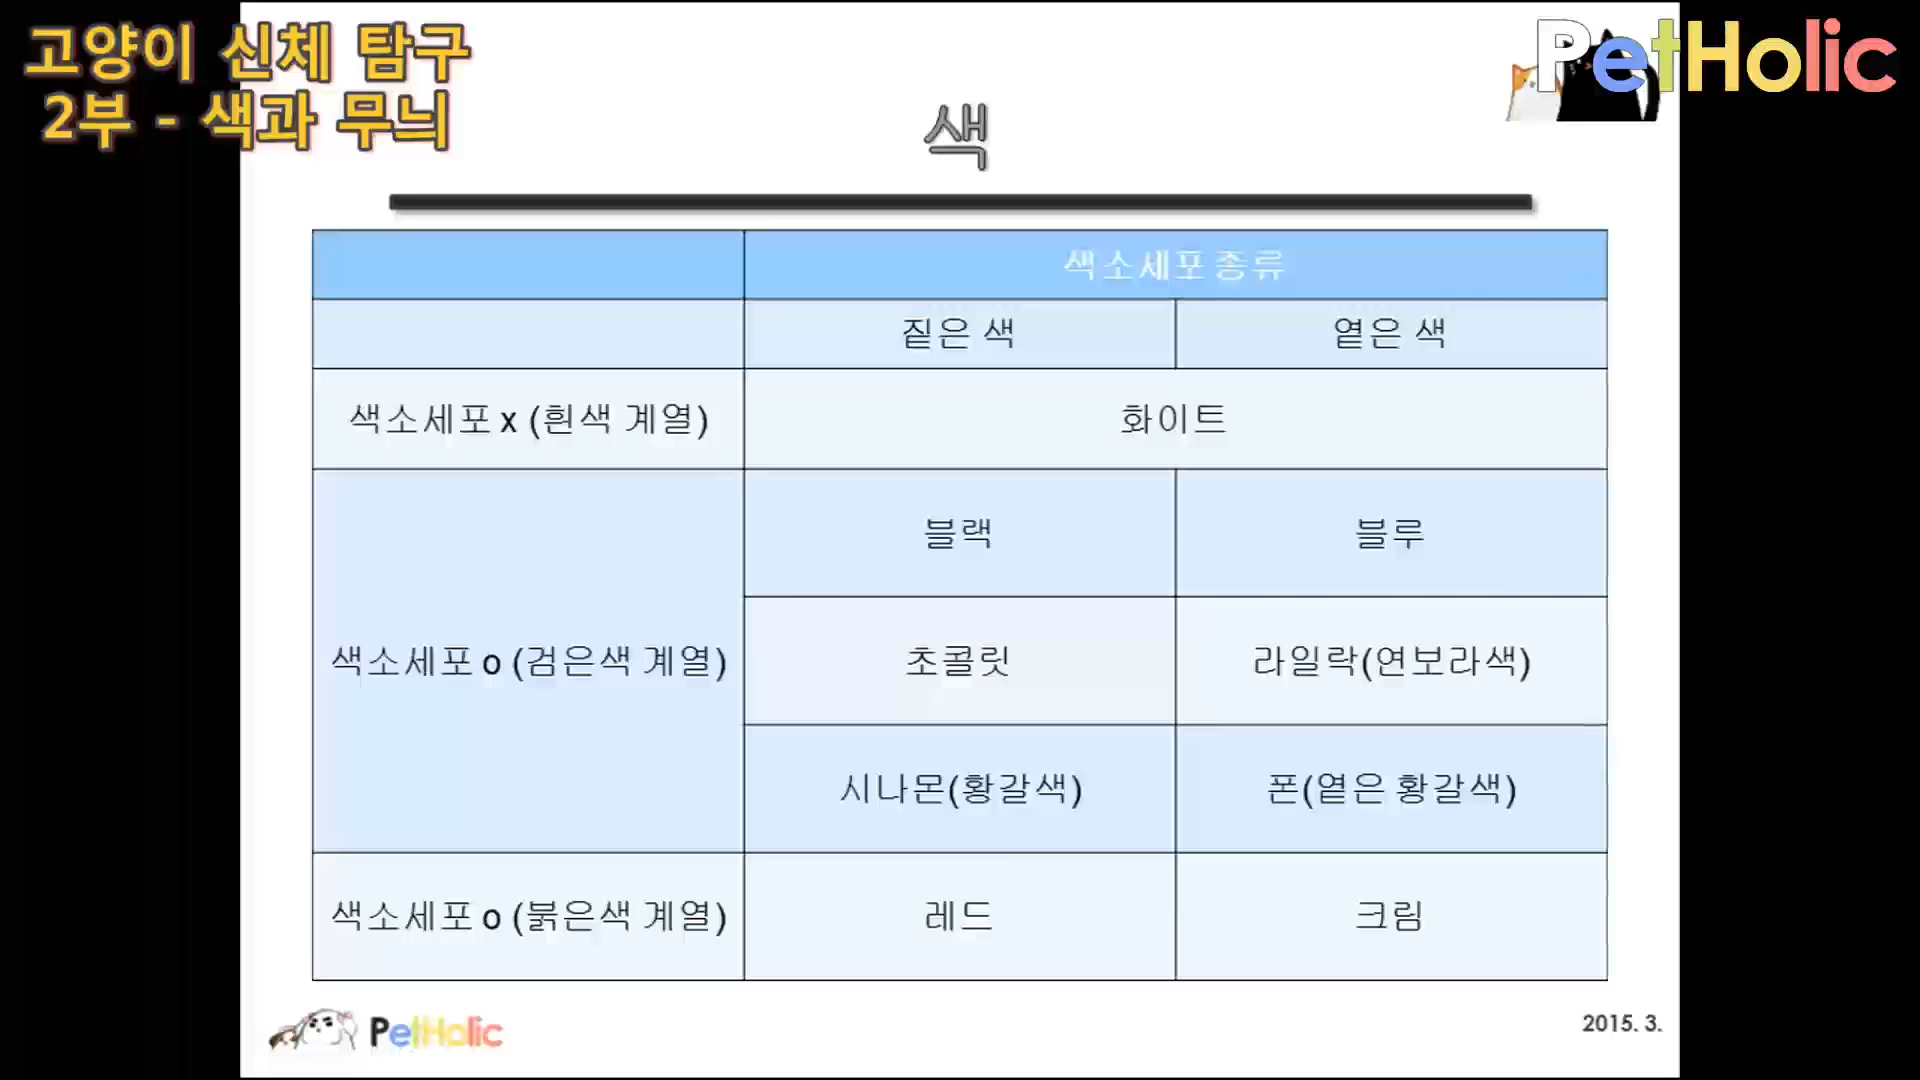 고양이 신체 탐구
2부 - 색과 무늬
PetHolic
색
색소세포 종류
짙은 색
옅은 색
색소세포 x (흰색 계열)
화이트
색소세포 o (검은색 계열)
블랙
블루
초콜릿
라일락(연보라색)
시나몬(황갈색)
폰(옅은 황갈색)
색소세포 o (붉은색 계열)
레드
크림
PetHolic
2015. 3.